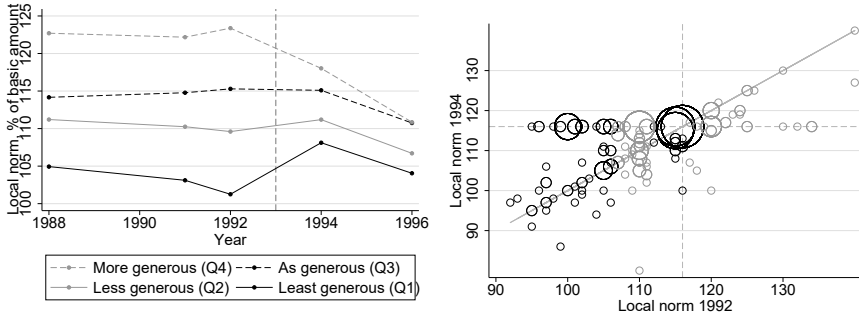 Local norm, % of basic amount
125
120
115
110
105
100
1988
1990
1992
1994
1996
Year
More generous (Q4)
As generous (Q3)
Less generous (Q2)
Least generous (Q1)
Local norm 1994
130
120
110
100
90
90
100
110
120
130
140
Local norm 1992